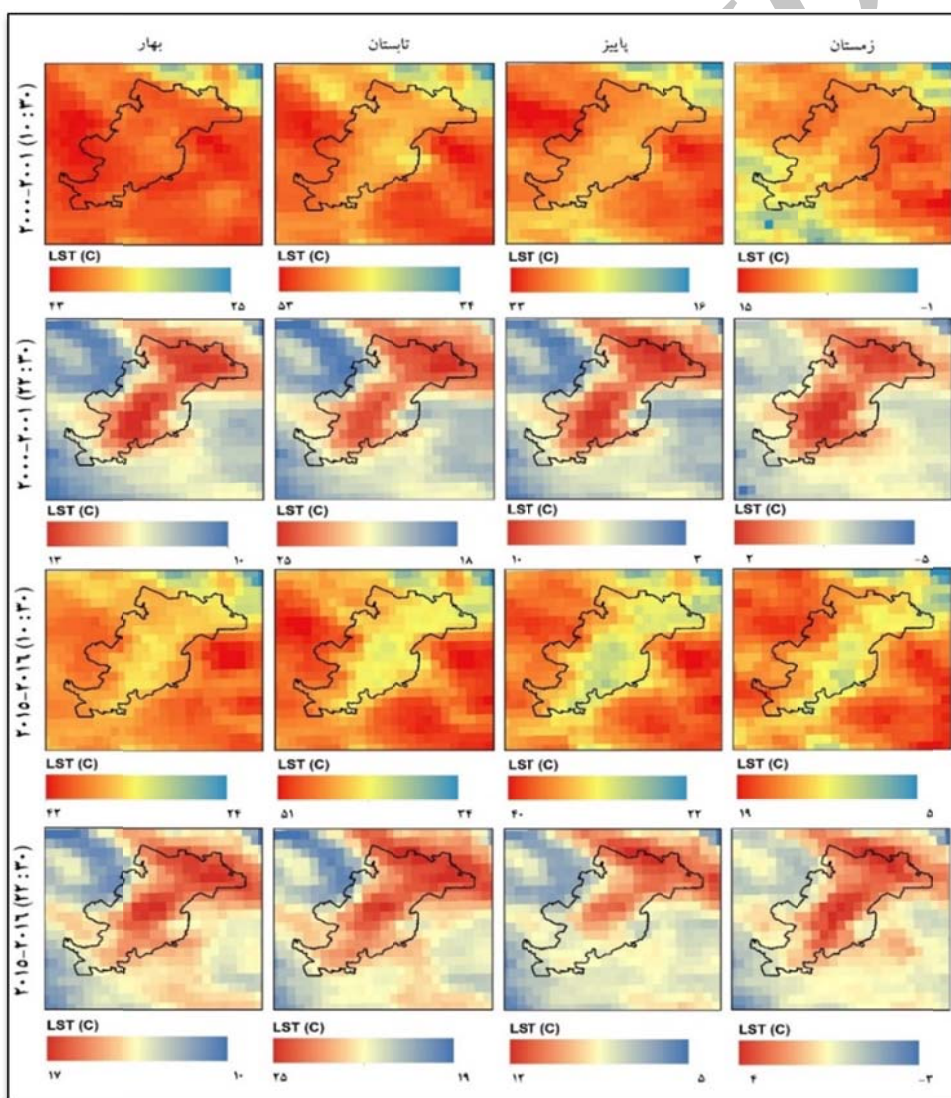 بهار تابستان پاییز زمستان
۲۰۰۰-۲۰۰۱ (۱۰:۳۰)
LST (C) LST (C) LST (C) LST (C)
۴۳ ۲۵ ۵۳ ۳۴ ۳۳ ۱۶ ۱۵ -۱
۲۰۰۰-۲۰۰۱ (۲۲:۳۰)
LST (C) LST (C) LST (C) LST (C)
۱۳ ۱۰ ۲۵ ۱۸ ۱۰ ۳ ۲ -۵
۲۰۱۵-۲۰۱۶ (۱۰:۳۰)
LST (C) LST (C) LST (C) LST (C)
۴۳ ۲۴ ۵۱ ۳۴ ۴۰ ۲۲ ۱۹ ۵
۲۰۱۵-۲۰۱۶ (۲۲:۳۰)
LST (C) LST (C) LST (C) LST (C)
۱۷ ۱۰ ۲۵ ۱۹ ۱۲ ۵ ۴ -۳